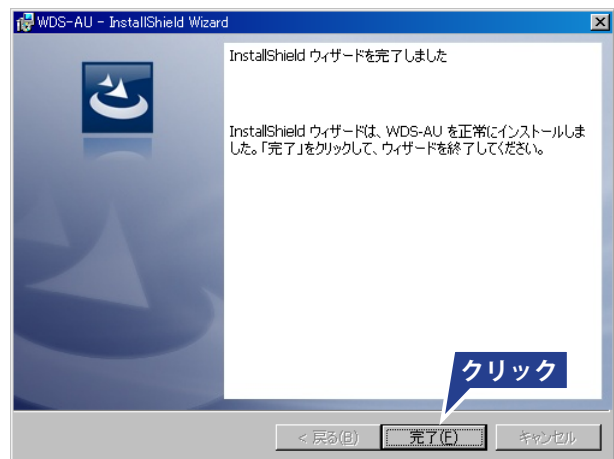 WDS-AU - InstallShield Wizard
InstallShield ウィザードを完了しました
InstallShield ウィザードは、WDS-AU を正常にインストールしま
した。「完了」をクリックして、ウィザードを終了してください。
クリック
< 戻る(B)
完了(F)
キャンセル